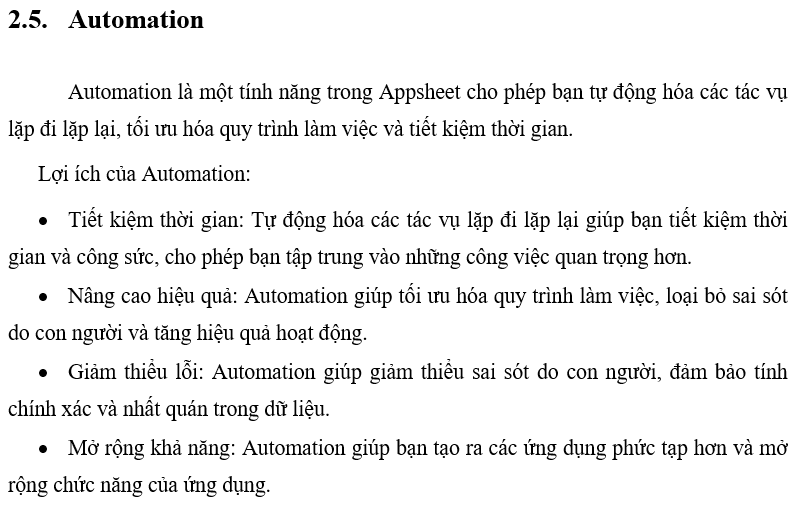 2.5. Automation
Automation là một tính năng trong Appsheet cho phép bạn tự động hóa các tác vụ
lặp đi lặp lại, tối ưu hóa quy trình làm việc và tiết kiệm thời gian.
Lợi ích của Automation:
• Tiết kiệm thời gian: Tự động hóa các tác vụ lặp đi lặp lại giúp bạn tiết kiệm thời
gian và công sức, cho phép bạn tập trung vào những công việc quan trọng hơn.
• Nâng cao hiệu quả: Automation giúp tối ưu hóa quy trình làm việc, loại bỏ sai sót
do con người và tăng hiệu quả hoạt động.
• Giảm thiểu lỗi: Automation giúp giảm thiểu sai sót do con người, đảm bảo tính
chính xác và nhất quán trong dữ liệu.
• Mở rộng khả năng: Automation giúp bạn tạo ra các ứng dụng phức tạp hơn và mở
rộng chức năng của ứng dụng.